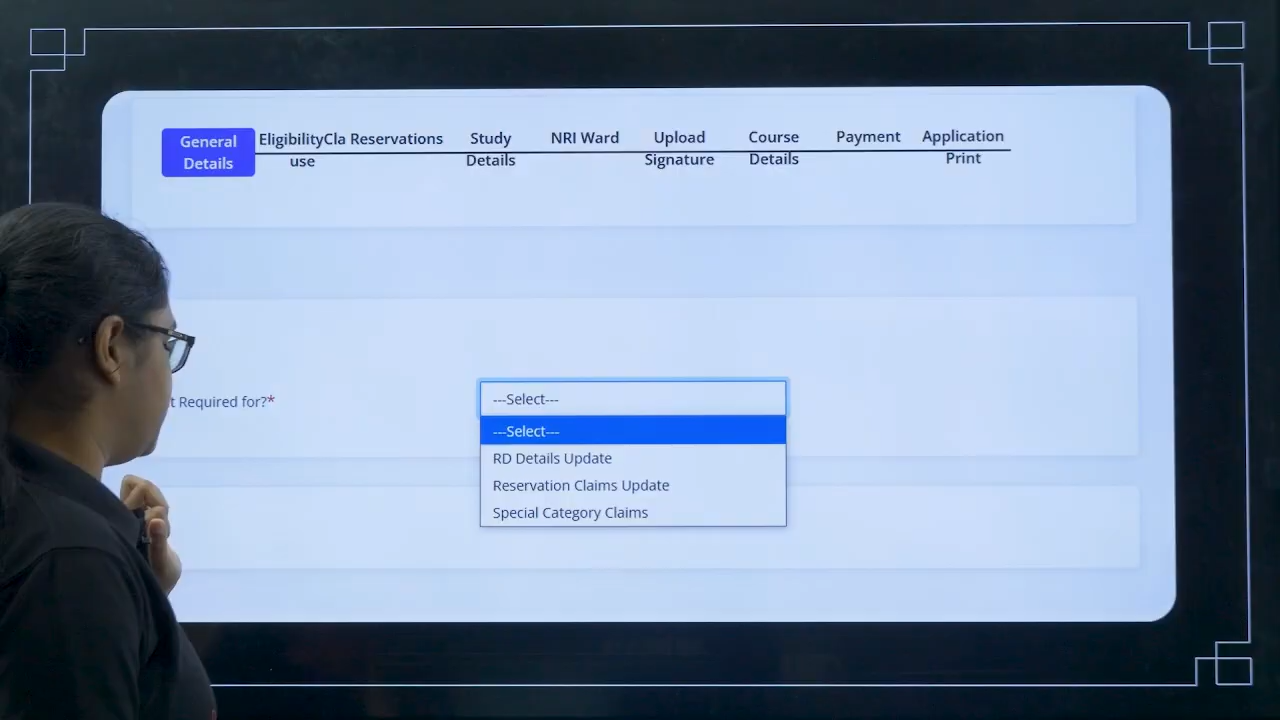 General Details
EligibilityCla use
Reservations
Study Details
NRI Ward
Upload Signature
Course Details
Payment
Application Print
Required for?*
---Select---
---Select---
RD Details Update
Reservation Claims Update
Special Category Claims